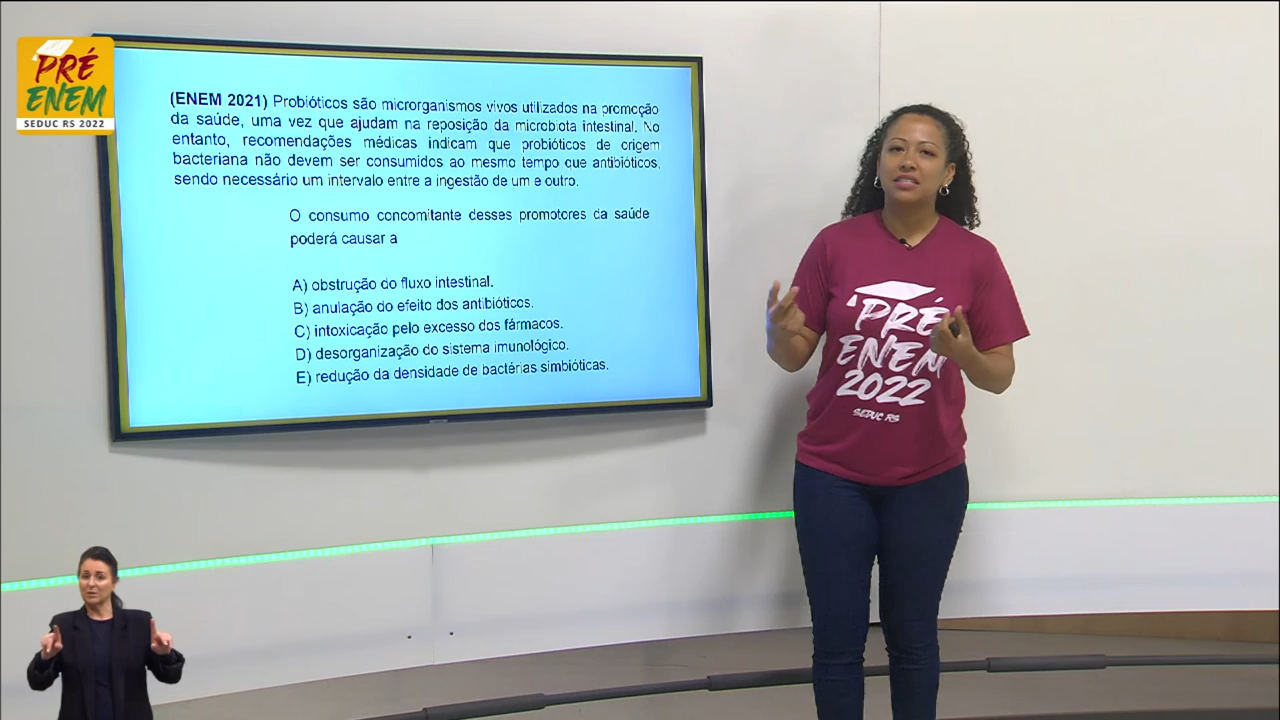 PRÉ
ENEM
SEDUC RS 2022
(ENEM 2021) Probióticos são microrganismos vivos utilizados na promoção
da saúde, uma vez que ajudam na reposição da microbiota intestinal. No
entanto, recomendações médicas indicam que probióticos de origem
bacteriana não devem ser consumidos ao mesmo tempo que antibióticos,
sendo necessário um intervalo entre a ingestão de um e outro.
O consumo concomitante desses promotores da saúde
poderá causar a
A) obstrução do fluxo intestinal.
B) anulação do efeito dos antibióticos.
C) intoxicação pelo excesso dos fármacos.
D) desorganização do sistema imunológico.
E) redução da densidade de bactérias simbióticas.
PRÉ
ENEM
2022
SEDUC RS